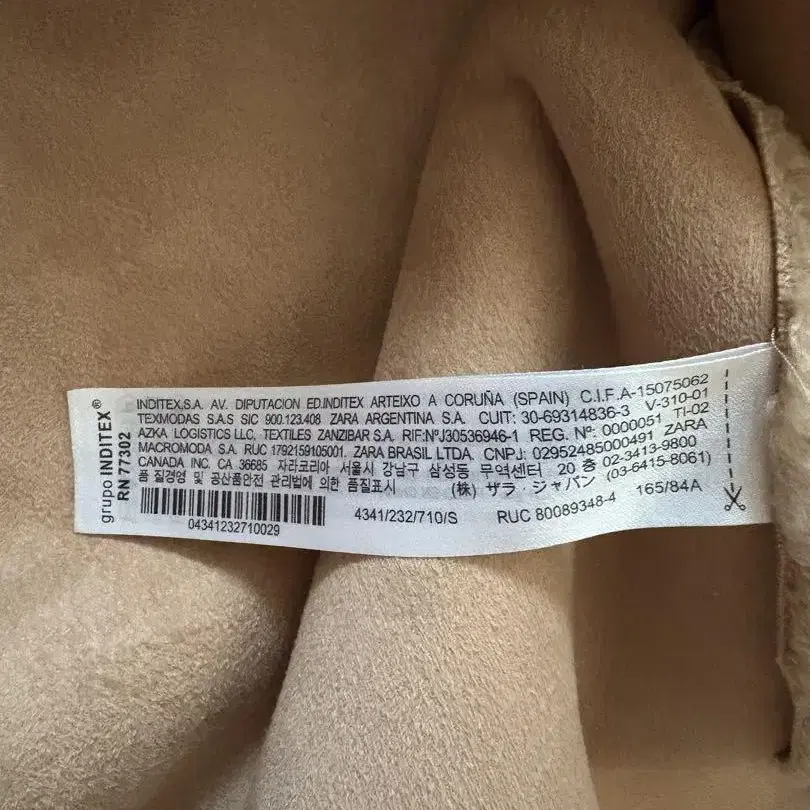 grupo INDITEX®
RN 77302
INDITEX,S.A. AV. DIPUTACION ED.INDITEX ARTEIXO A CORUÑA (SPAIN) C.I.F.A-15075062
TEXMODAS S.A.S SIC 900.123.408 ZARA ARGENTINA S.A. CUIT: 30-69314836-3 V-310-01
AZKA LOGISTICS LLC, TEXTILES ZANZIBAR S.A. RIF:NºJ30536946-1 REG. Nº: 0000051 TI-02
MACROMODA S.A. RUC 1792159105001. ZARA BRASIL LTDA. CNPJ: 02952485000491 ZARA
CANADA INC. CA 36685 자라코리아 서울시 강남구 삼성동 무역센터 20 층 02-3413-9800
품 질경영 및 공산품안전 관리법에 의한 품질표시 (株) ザラ・ジャパン (03-6415-8061)
04341232710029
4341/232/710/S RUC 80089348-4 165/84A